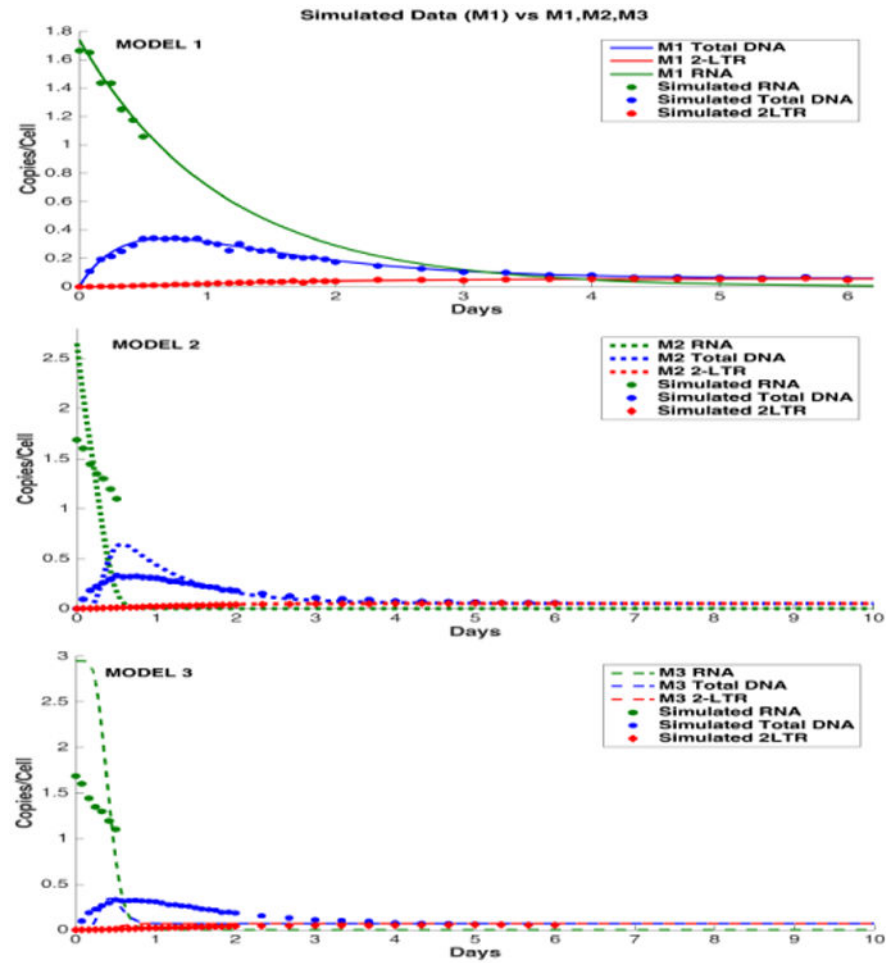 Simulated Data (M1) vs M1,M2,M3
MODEL 1
M1 Total DNA
M1 2-LTR
M1 RNA
Simulated RNA
Simulated Total DNA
Simulated 2LTR
Copies/Cell
1.8
1.6
1.4
1.2
1
0.8
0.6
0.4
0.2
0
0 1 2 3 4 5 6
Days
MODEL 2
M2 RNA
M2 Total DNA
M2 2-LTR
Simulated RNA
Simulated Total DNA
Simulated 2LTR
Copies/Cell
2.5
2
1.5
1
0.5
0
0 1 2 3 4 5 6 7 8 9 10
Days
MODEL 3
M3 RNA
M3 Total DNA
M3 2-LTR
Simulated RNA
Simulated Total DNA
Simulated 2LTR
Copies/Cell
3
2.5
2
1.5
1
0.5
0
0 1 2 3 4 5 6 7 8 9 10
Days